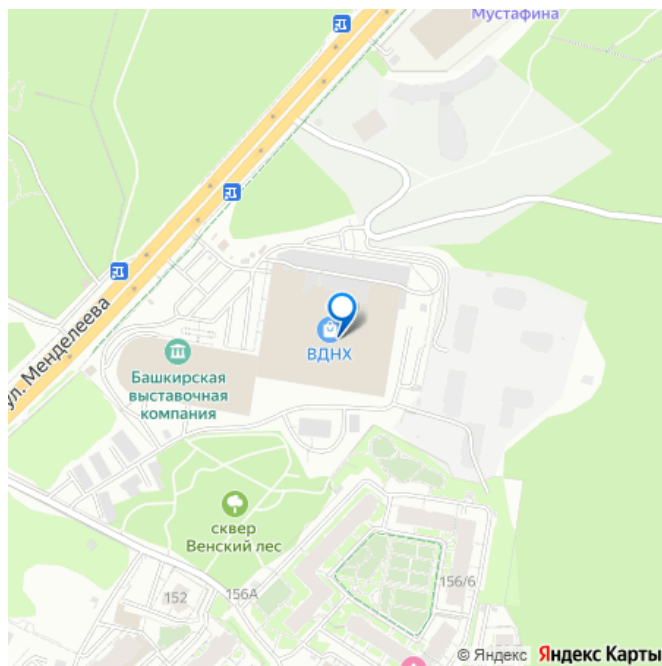 Мустафина
ул. Менделеева
ВДНХ
Башкирская
выставочная
компания
сквер
Венский лес
152
156А
156/6
© Яндекс Яндекс Карты